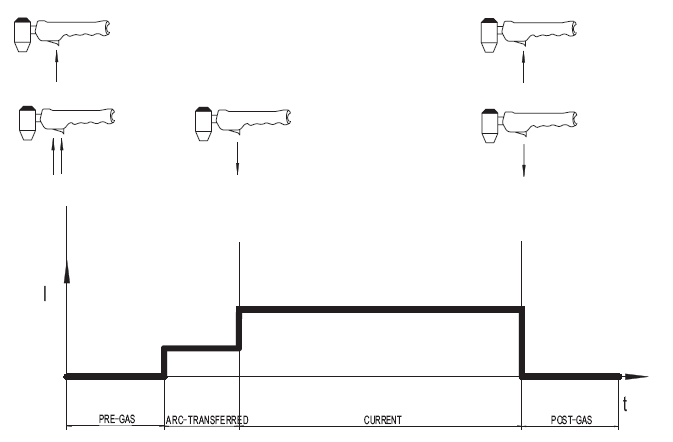 I
t
PRE-GAS
ARC-TRANSFERRED
CURRENT
POST-GAS